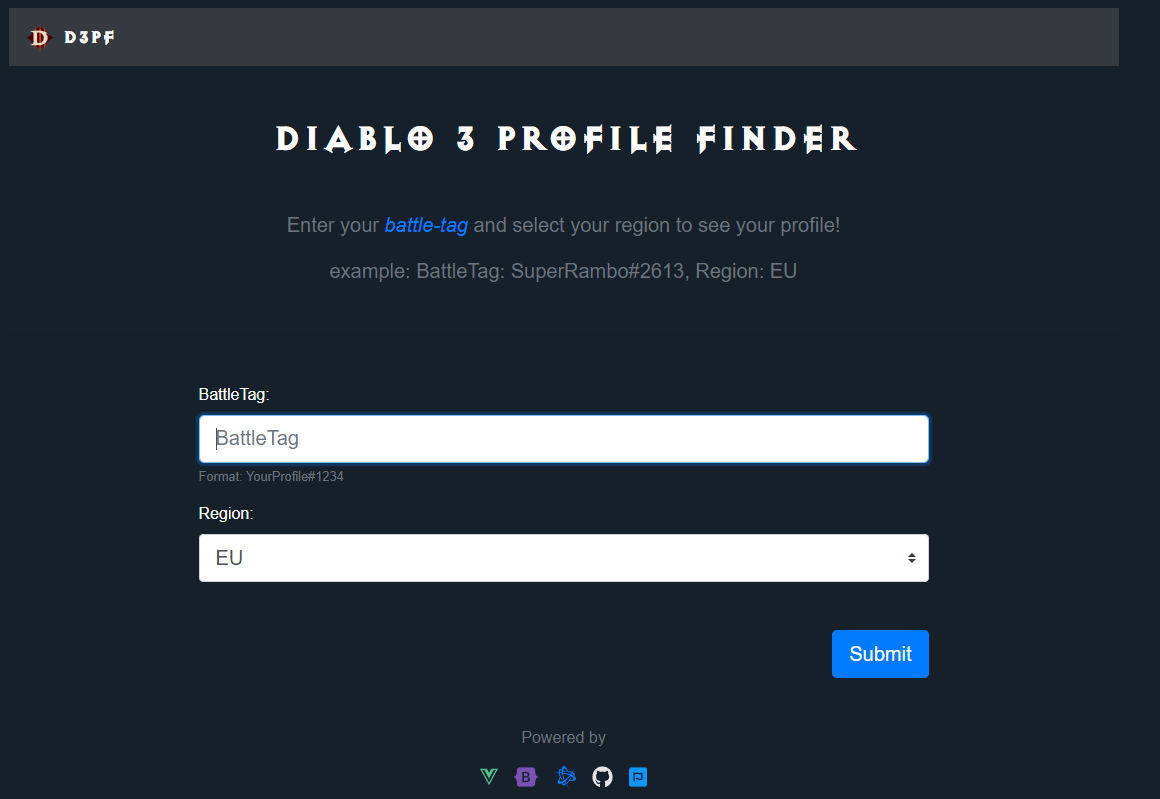 D D3PF
DIABLO 3 PROFILE FINDER
Enter your battle-tag and select your region to see your profile!
example: BattleTag: SuperRambo#2613, Region: EU
BattleTag:
BattleTag
Format: YourProfile#1234
Region:
EU
Submit
Powered by
B